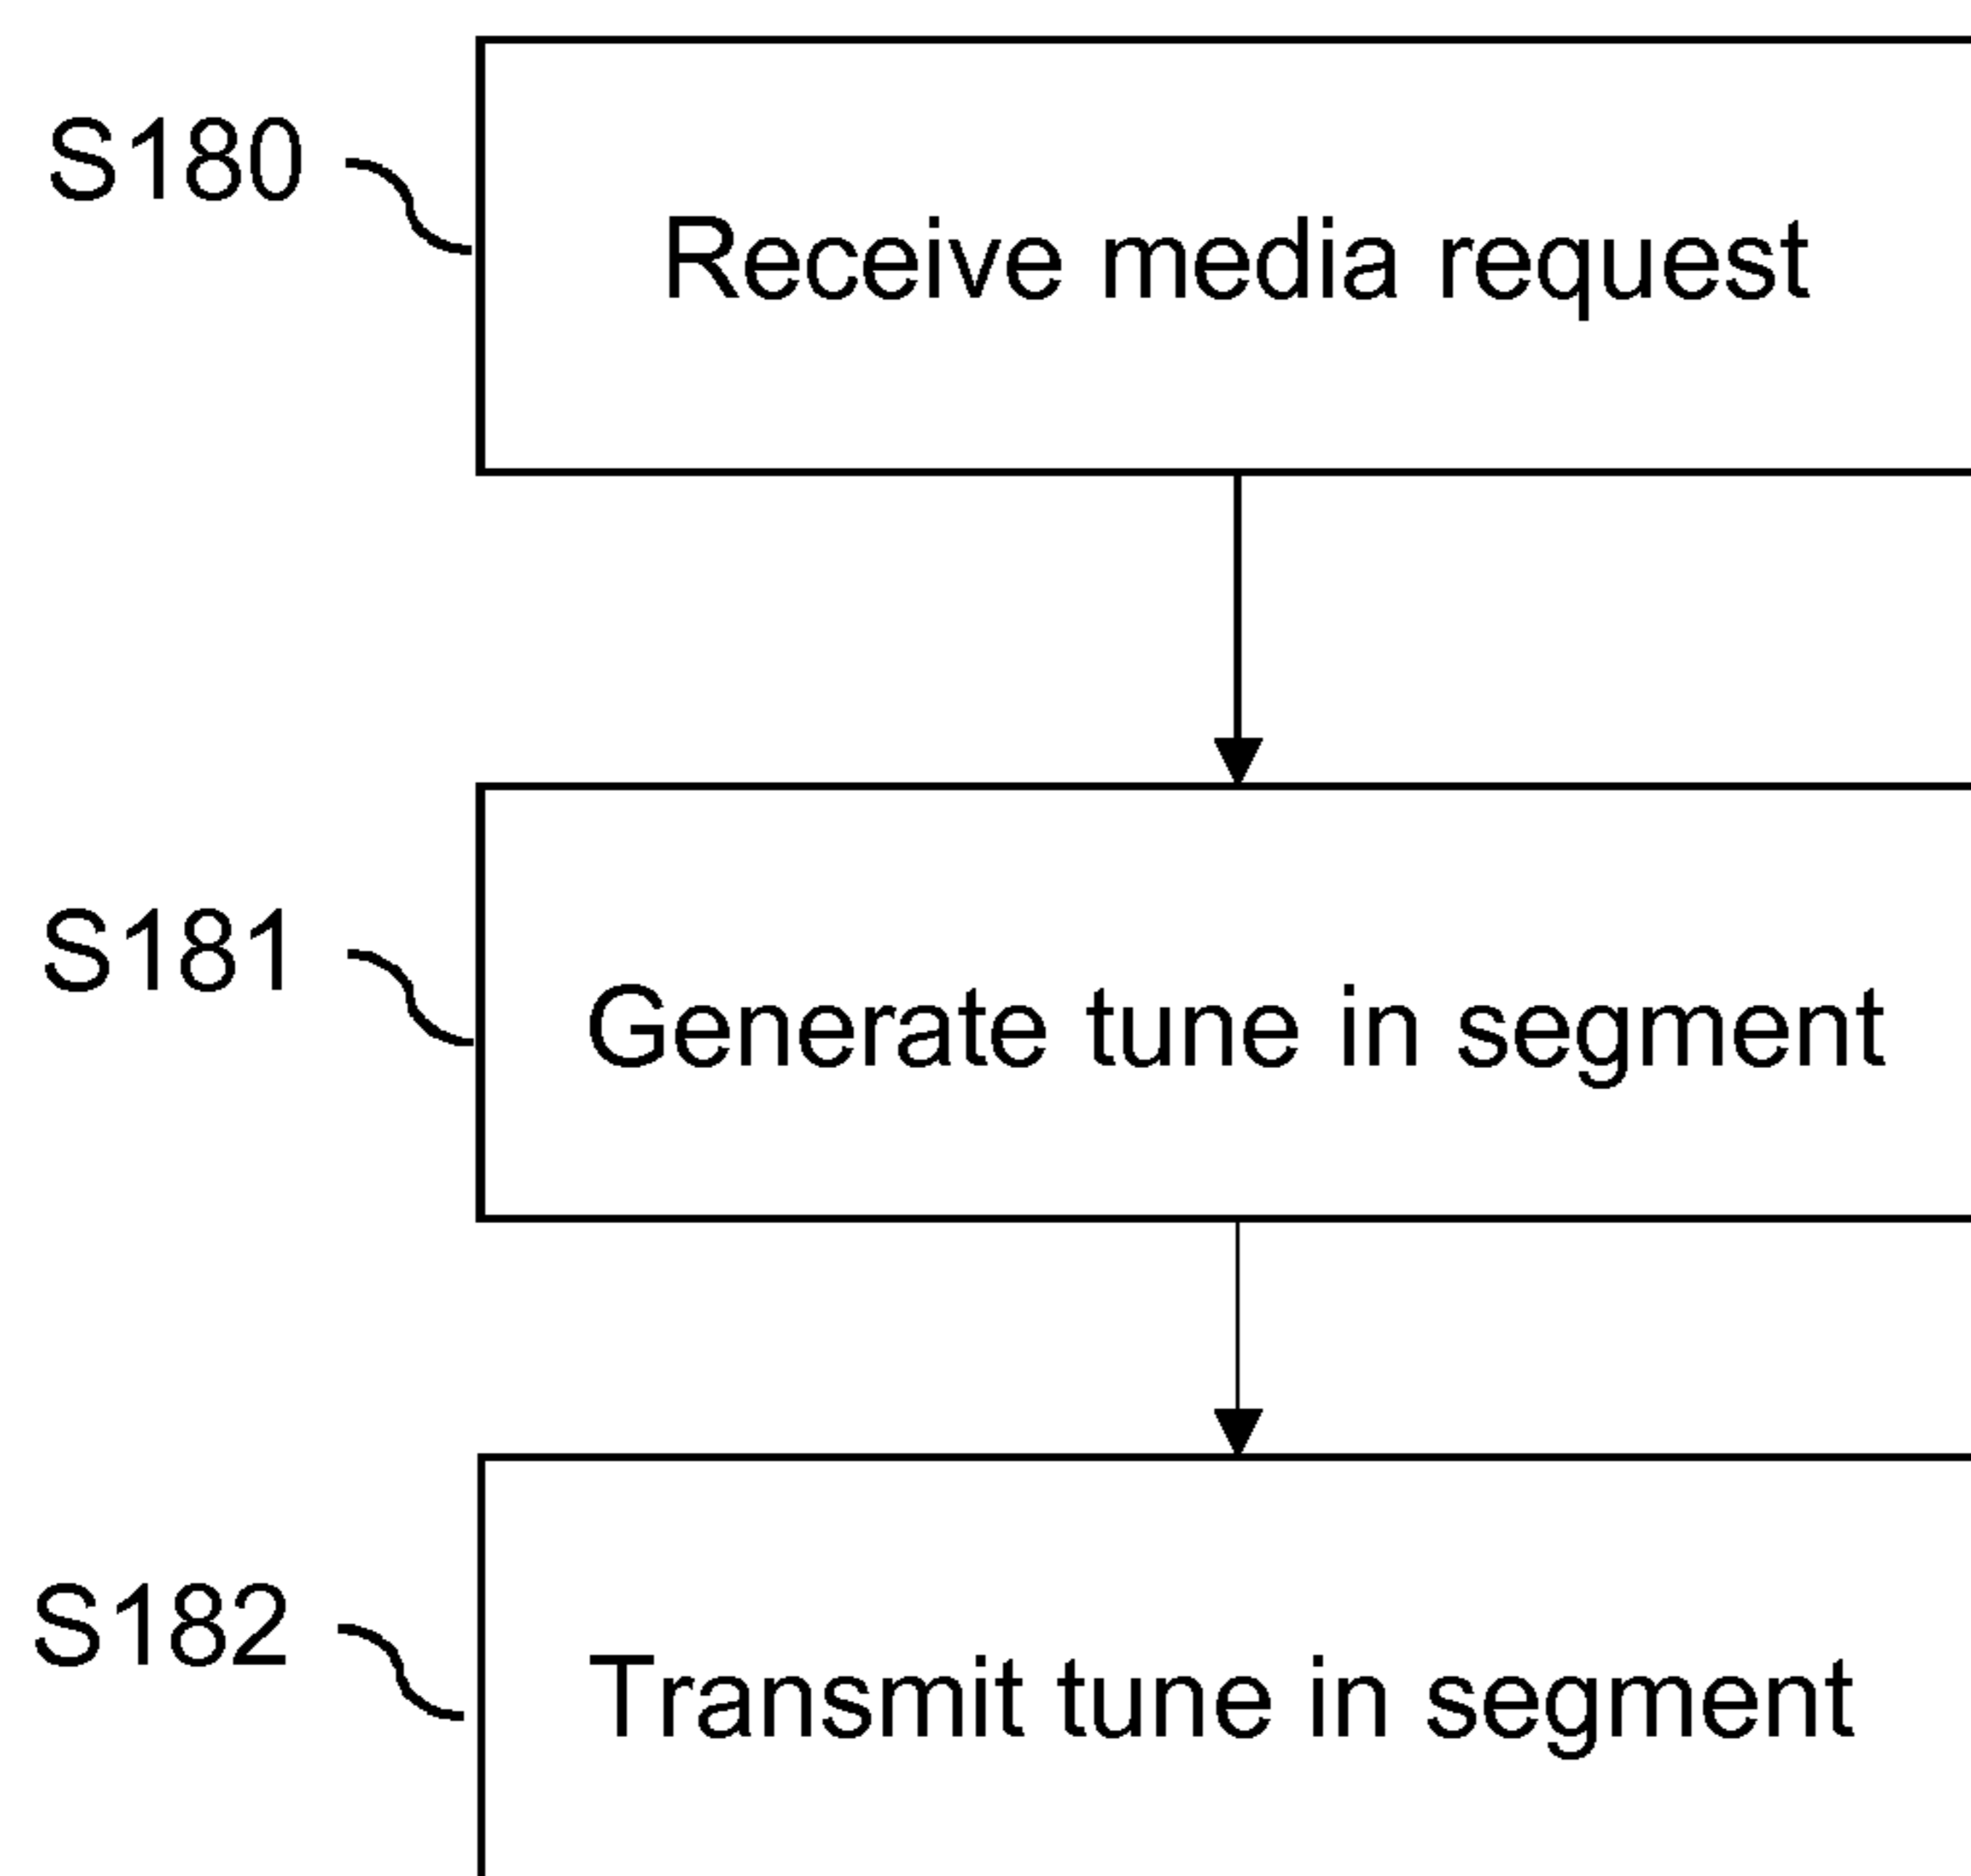 S180
Receive media request
S181
Generate tune in segment
S182
Transmit tune in segment